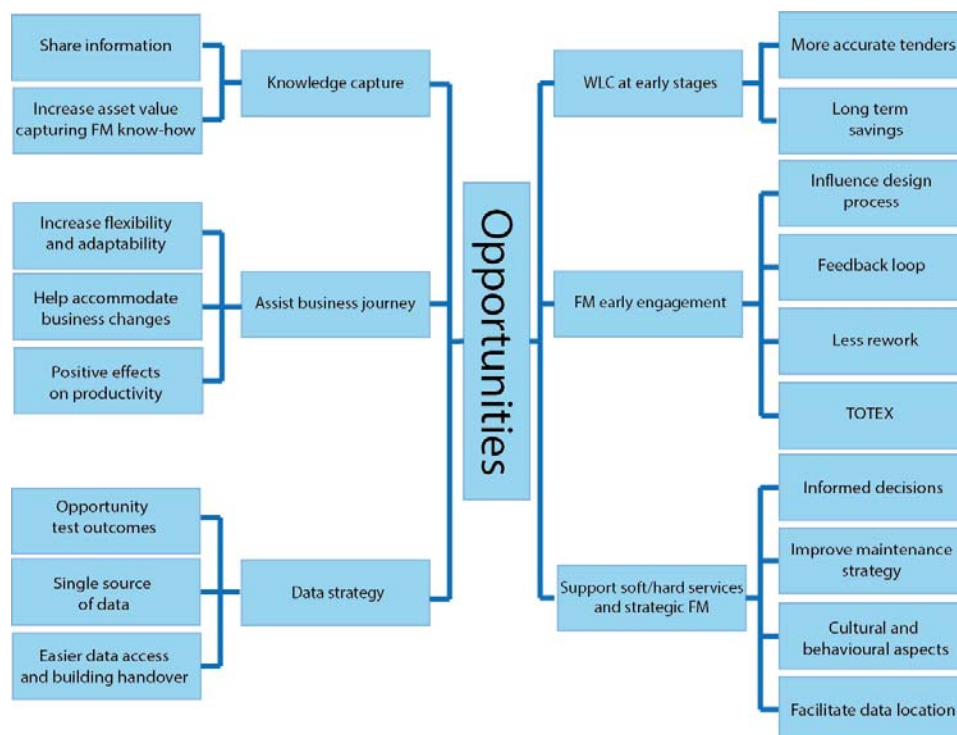 Share information
Increase asset value
capturing FM know-how
Knowledge capture
Increase flexibility
and adaptability
Help accommodate
business changes
Positive effects
on productivity
Assist business journey
Opportunity
test outcomes
Single source
of data
Easier data access
and building handover
Data strategy
Opportunities
WLC at early stages
More accurate tenders
Long term
savings
FM early engagement
Influence design
process
Feedback loop
Less rework
TOTEX
Support soft/hard services
and strategic FM
Informed decisions
Improve maintenance
strategy
Cultural and
behavioural aspects
Facilitate data location